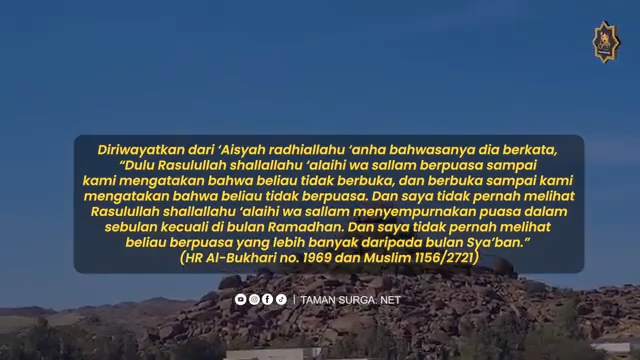 Diriwayatkan dari ‘Aisyah radhiallahu ‘anha bahwasanya dia berkata,
“Dulu Rasulullah shallallahu ‘alaihi wa sallam berpuasa sampai
kami mengatakan bahwa beliau tidak berbuka, dan berbuka sampai kami
mengatakan bahwa beliau tidak berpuasa. Dan saya tidak pernah melihat
Rasulullah shallallahu ‘alaihi wa sallam menyempurnakan puasa dalam
sebulan kecuali di bulan Ramadhan. Dan saya tidak pernah melihat
beliau berpuasa yang lebih banyak daripada bulan Sya’ban.”
(HR Al-Bukhari no. 1969 dan Muslim 1156/2721)
| TAMAN SURGA. NET